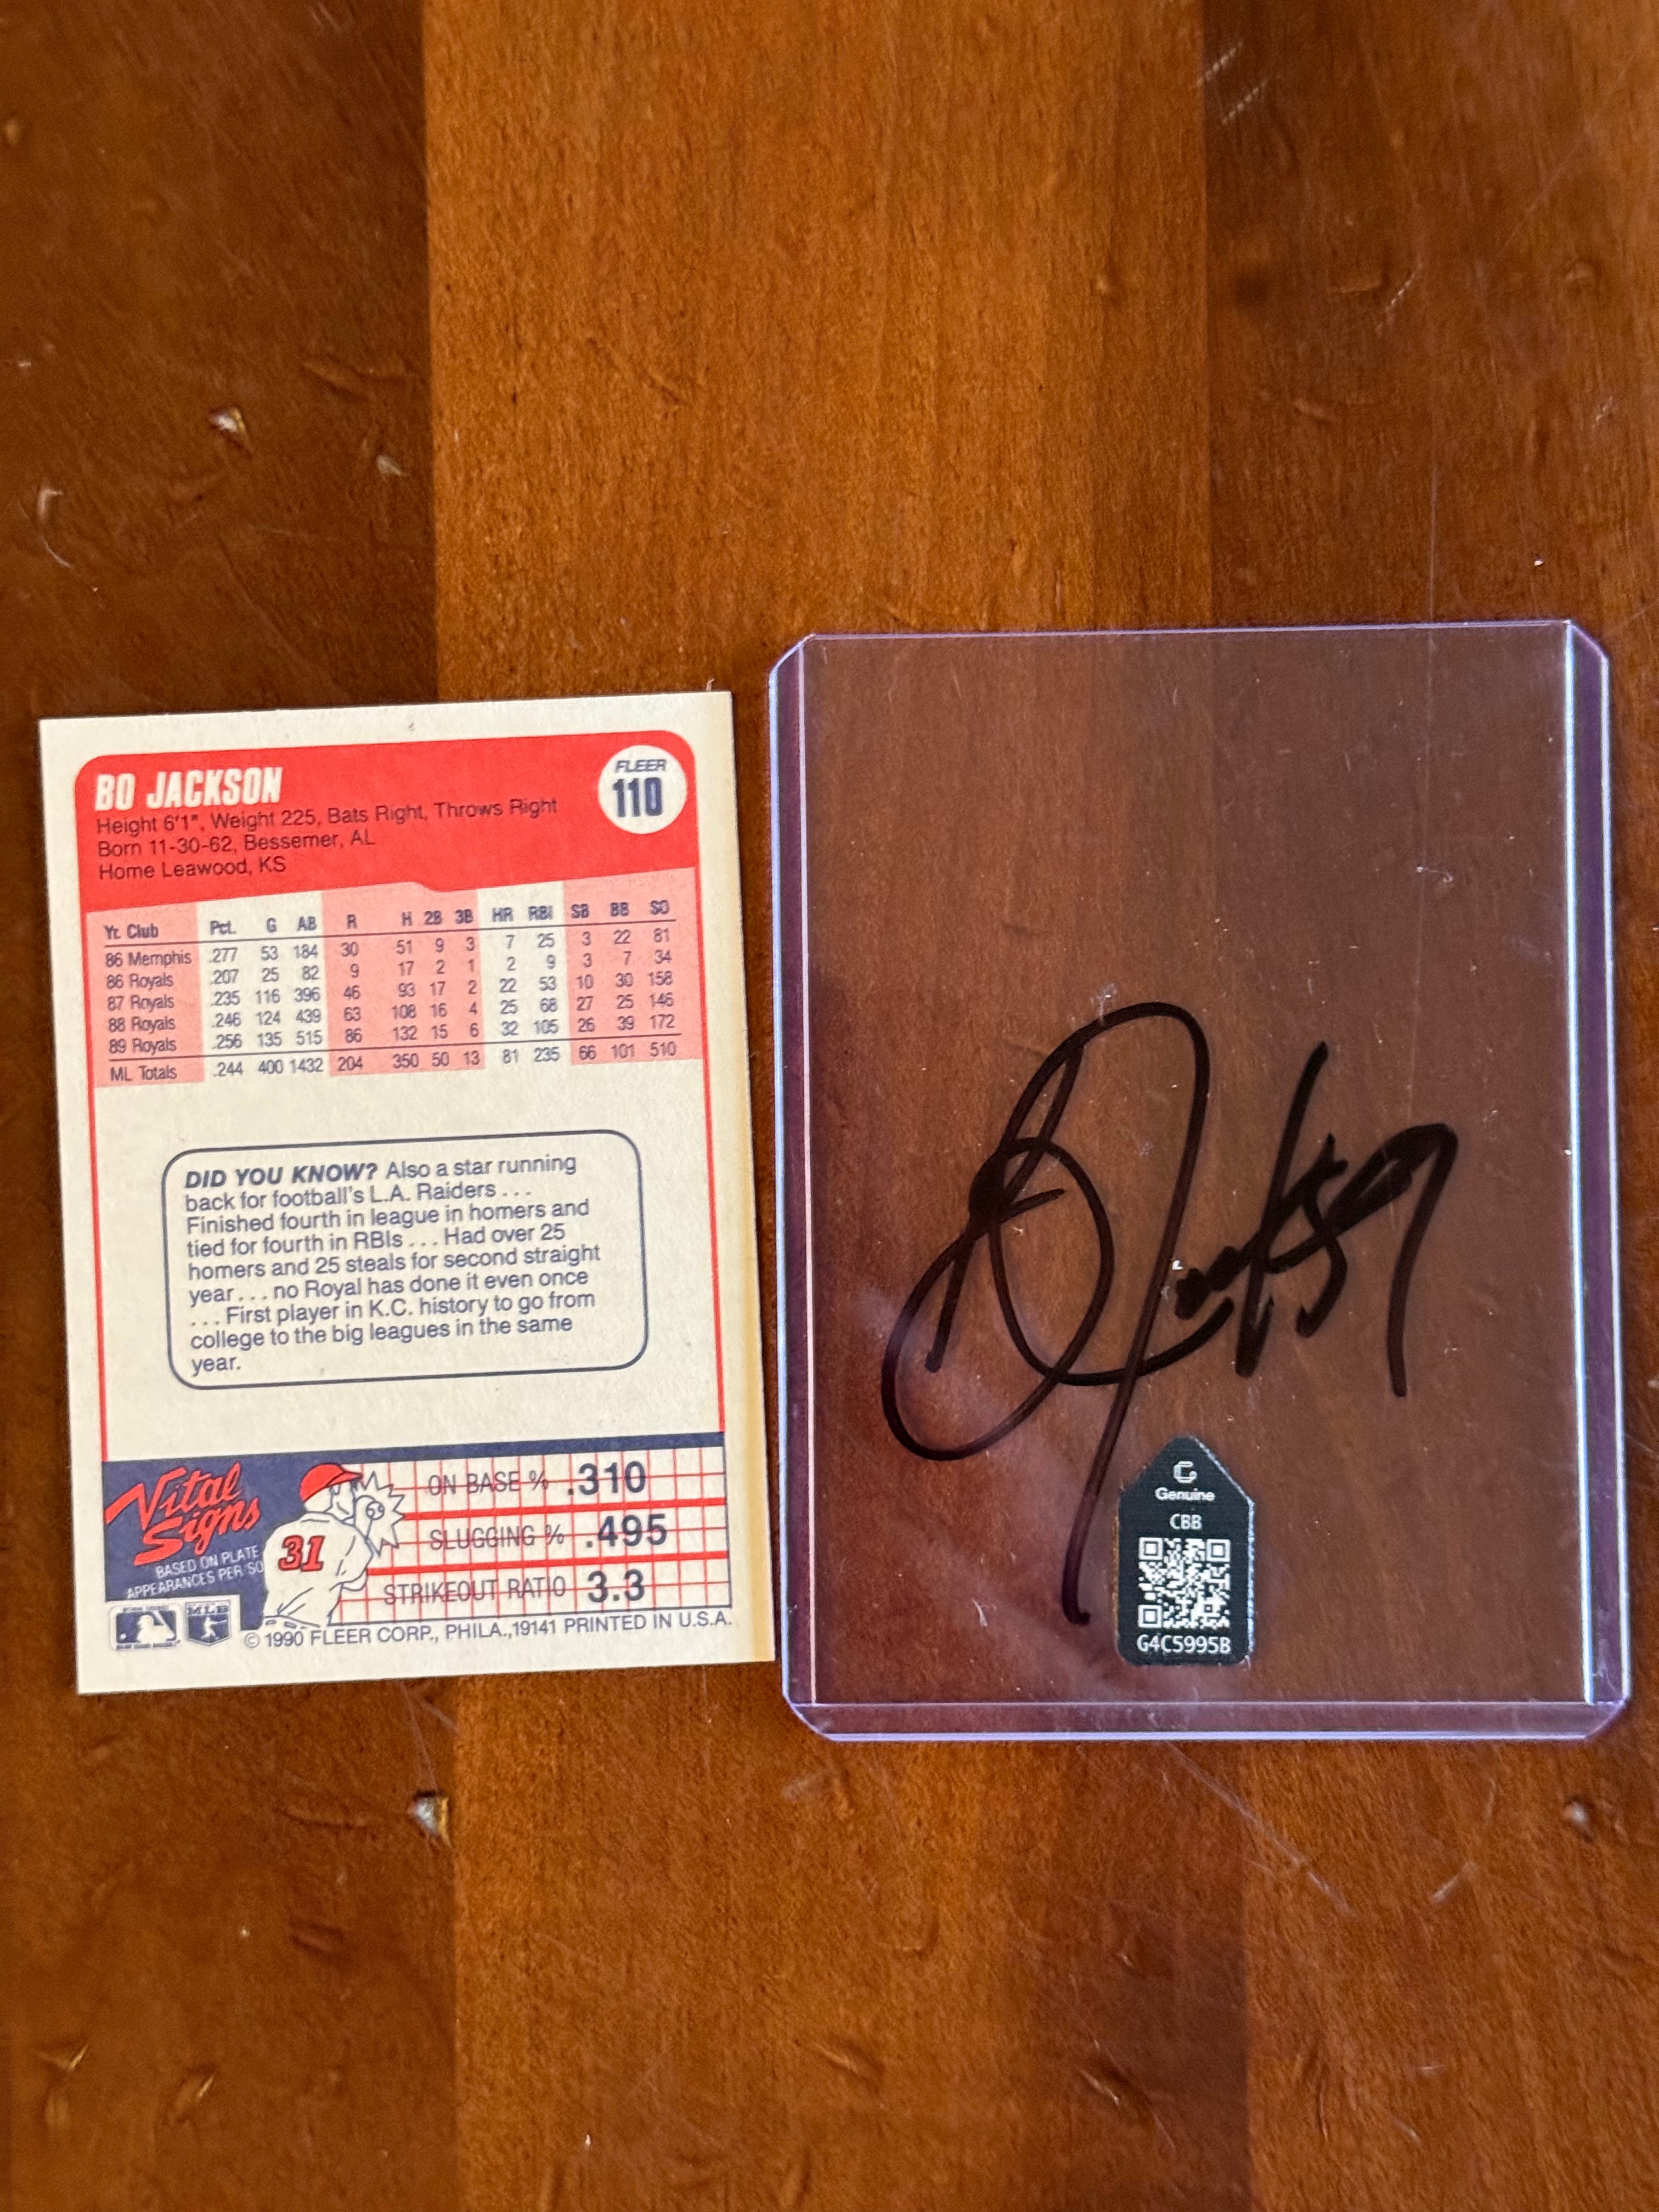 BO JACKSON
FLEER
110
Height 6'1", Weight 225, Bats Right, Throws Right
Born 11-30-62, Bessemer, AL
Home Leawood, KS
Yr. Club Pct. G AB R H 2B 3B HR RBI SB BB SO
86 Memphis .277 53 184 30 51 9 3 7 25 3 22 81
86 Royals .207 25 82 9 17 2 1 2 9 3 7 34
87 Royals .235 116 396 46 93 17 2 22 53 10 30 158
88 Royals .246 124 439 63 108 16 4 25 68 27 25 146
89 Royals .256 135 515 86 132 15 6 32 105 26 39 172
ML Totals .244 400 1432 204 350 50 13 81 235 66 101 510
DID YOU KNOW? Also a star running
back for football's L.A. Raiders . . .
Finished fourth in league in homers and
tied for fourth in RBIs . . . Had over 25
homers and 25 steals for second straight
year . . . no Royal has done it even once
. . . First player in K.C. history to go from
college to the big leagues in the same
year.
Vital
Signs
BASED ON PLATE
APPEARANCES PER SO
31
ON BASE % .310
SLUGGING % .495
STRIKEOUT RATIO 3.3
MLB
© 1990 FLEER CORP., PHILA.,19141 PRINTED IN U.S.A.
Genuine
CBB
G4C5995B